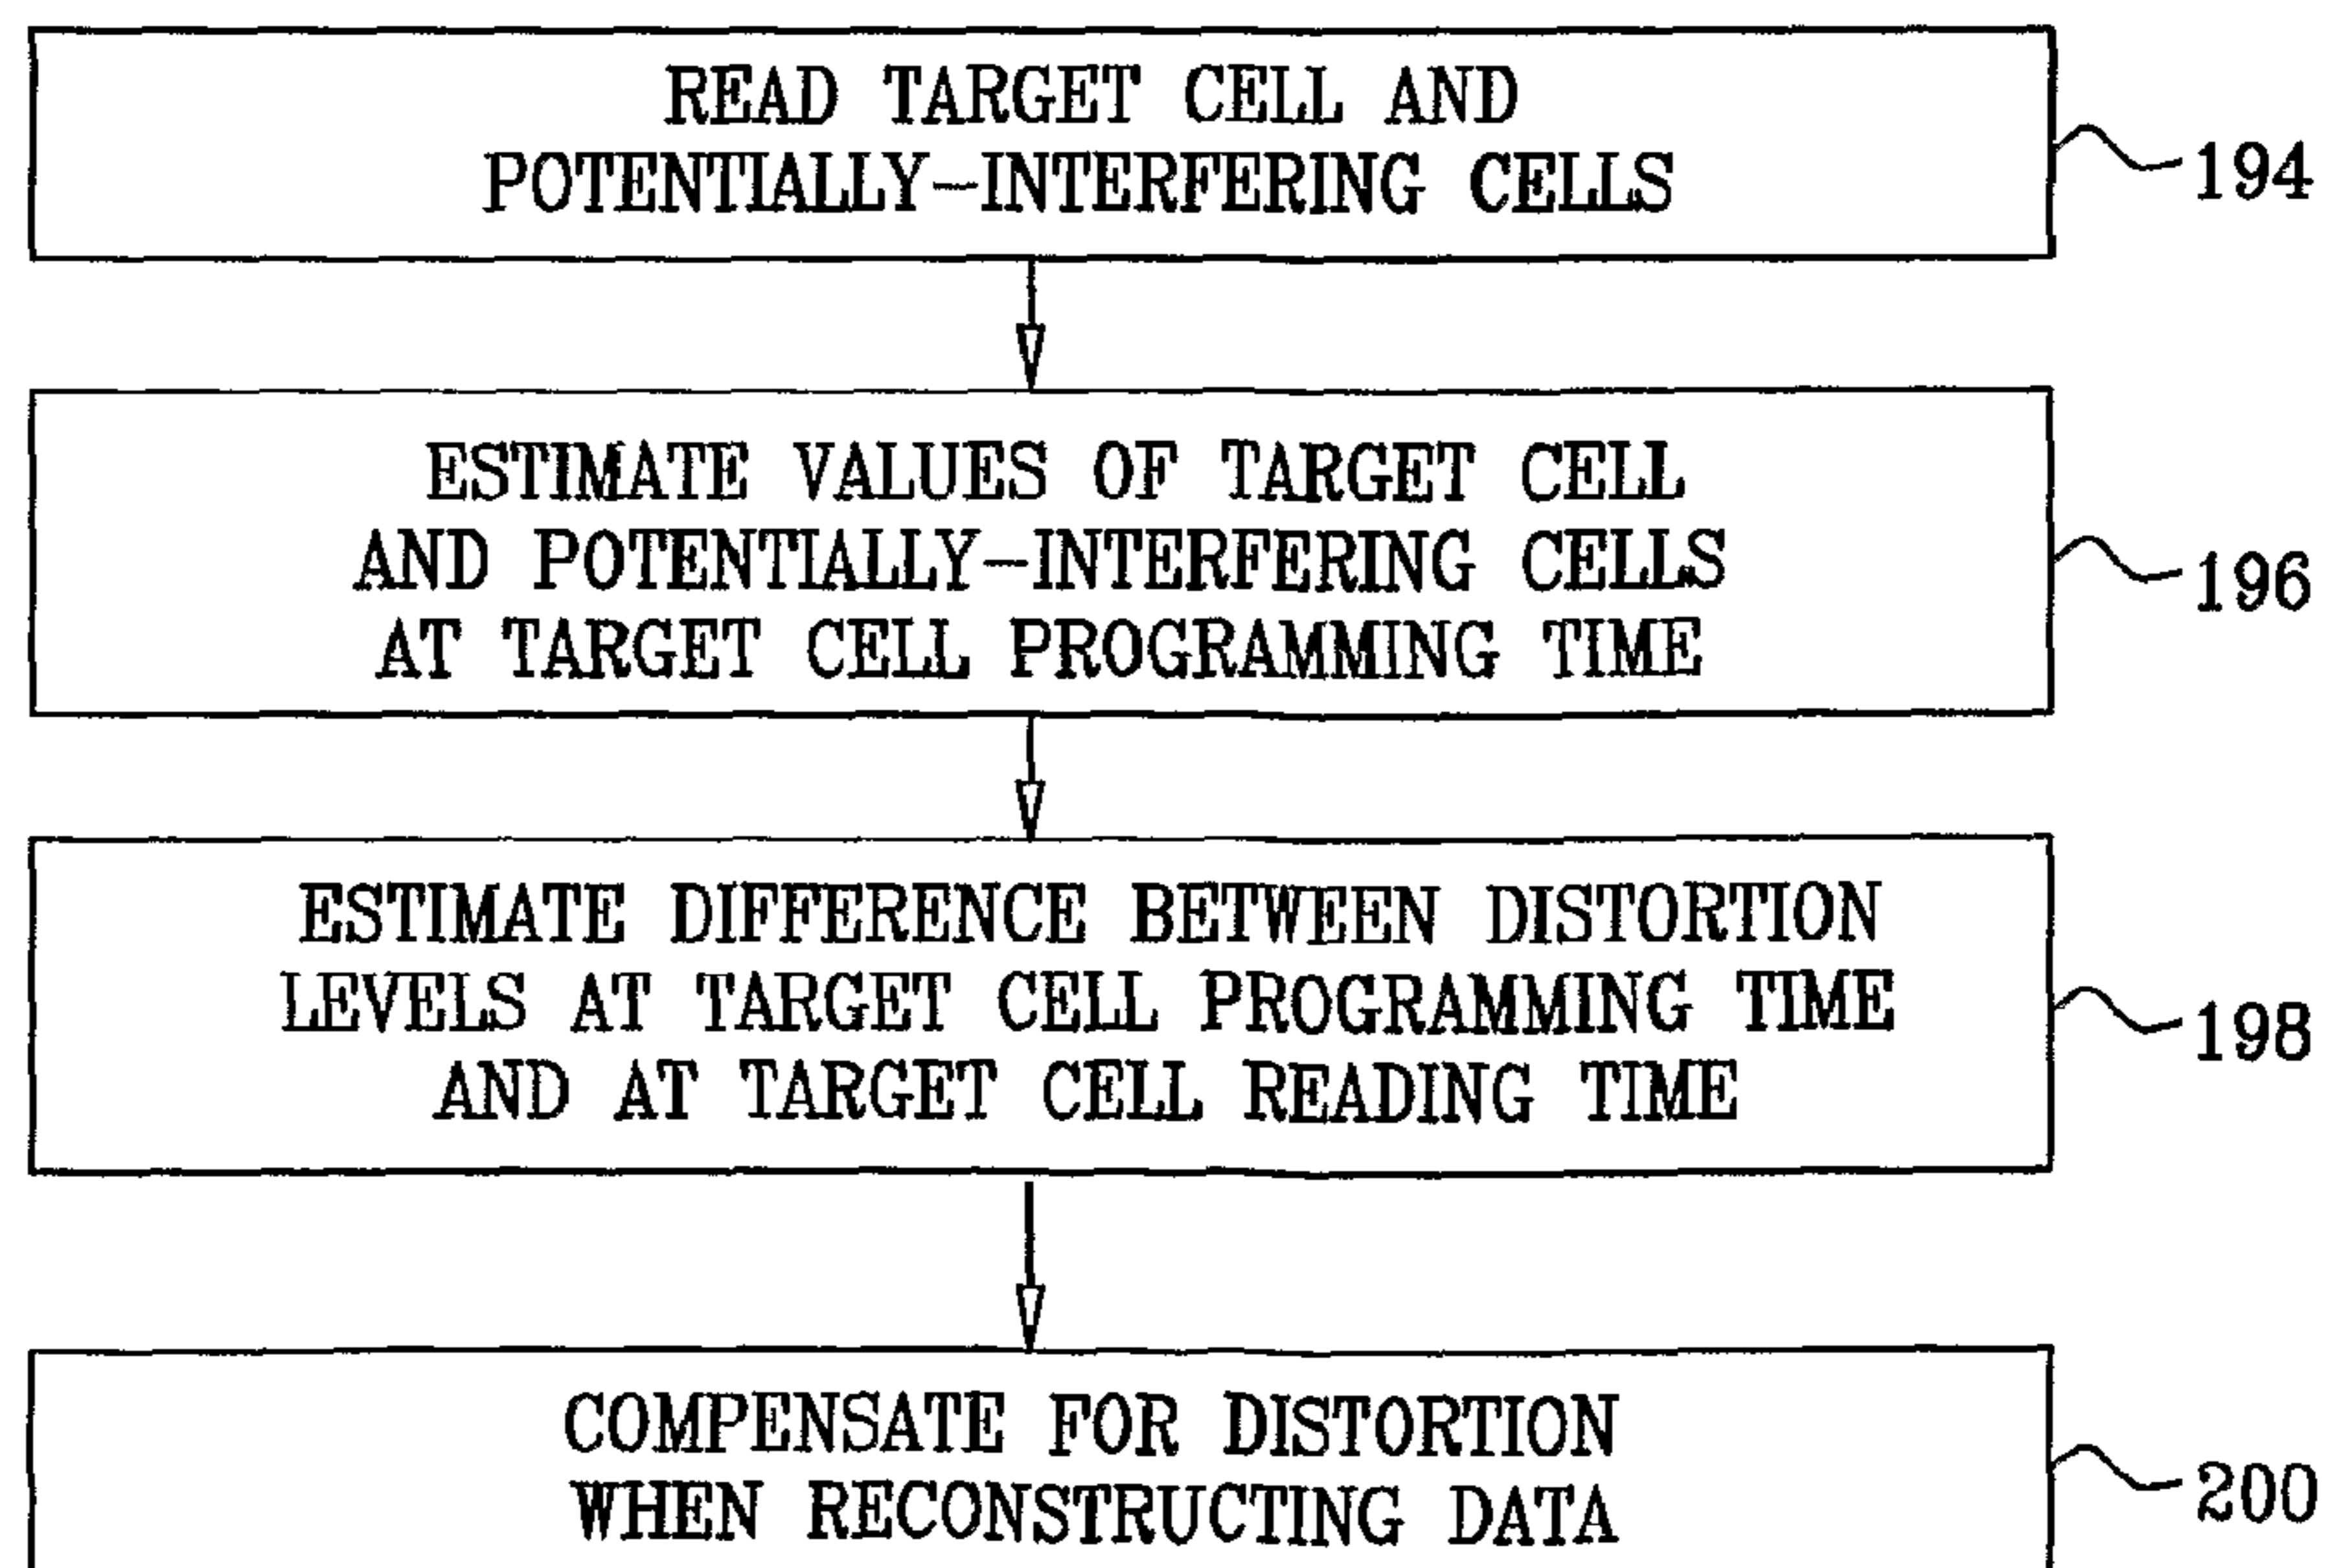 READ TARGET CELL AND
POTENTIALLY-INTERFERING CELLS
194
ESTIMATE VALUES OF TARGET CELL
AND POTENTIALLY-INTERFERING CELLS
AT TARGET CELL PROGRAMMING TIME
196
ESTIMATE DIFFERENCE BETWEEN DISTORTION
LEVELS AT TARGET CELL PROGRAMMING TIME
AND AT TARGET CELL READING TIME
198
COMPENSATE FOR DISTORTION
WHEN RECONSTRUCTING DATA
200